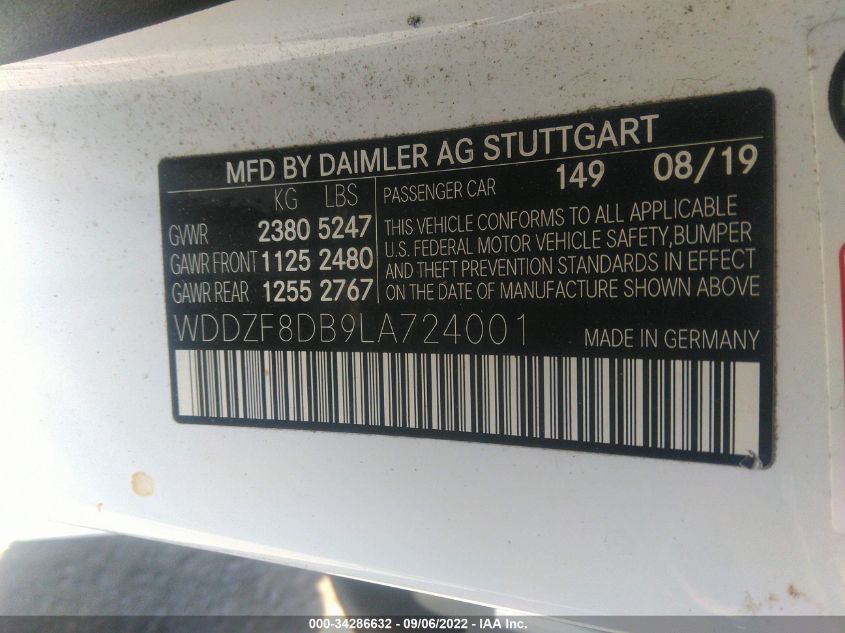 MFD BY DAIMLER AG STUTTGART
KG LBS
GVWR 2380 5247
GAWR FRONT 1125 2480
GAWR REAR 1255 2767
PASSENGER CAR 149 08/19
THIS VEHICLE CONFORMS TO ALL APPLICABLE
U.S. FEDERAL MOTOR VEHICLE SAFETY,BUMPER
AND THEFT PREVENTION STANDARDS IN EFFECT
ON THE DATE OF MANUFACTURE SHOWN ABOVE
WDDZF8DB9LA724001 MADE IN GERMANY
000-34286632 - 09/06/2022 - IAA Inc.